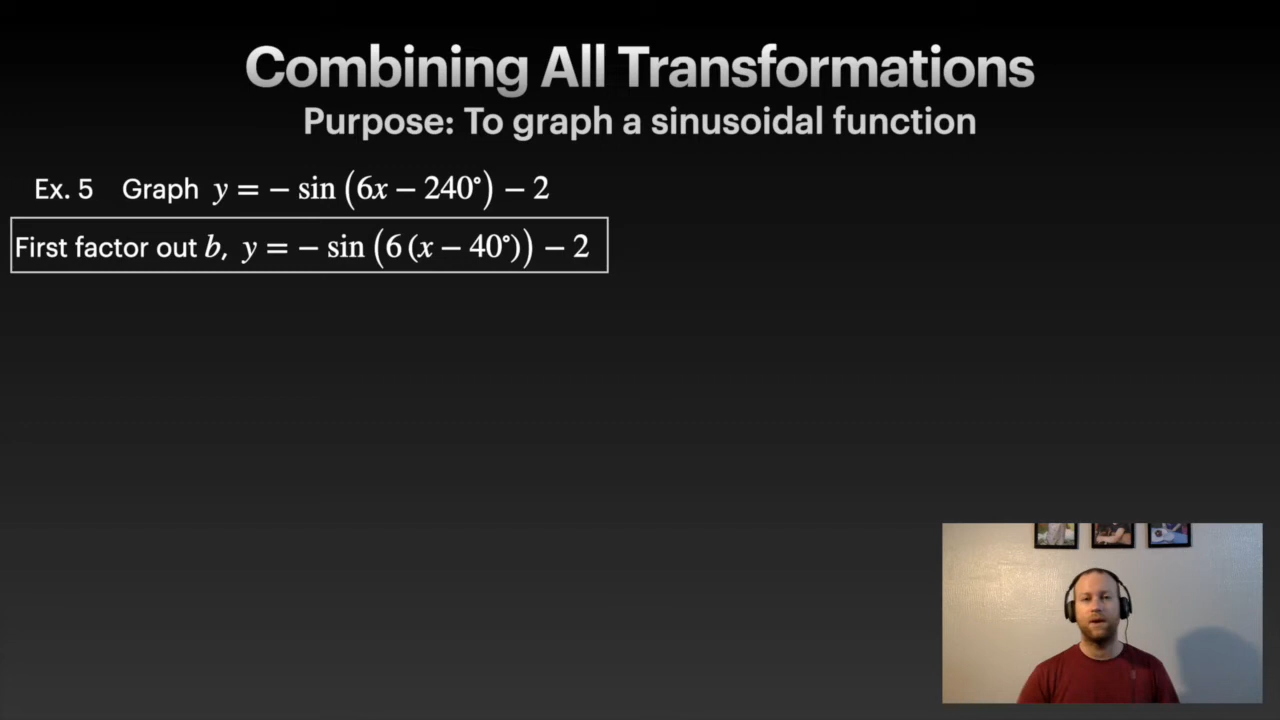 Combining All Transformations
Purpose: To graph a sinusoidal function
Ex. 5 Graph y = − sin (6x − 240°) − 2
First factor out b, y = − sin (6 (x − 40°)) − 2